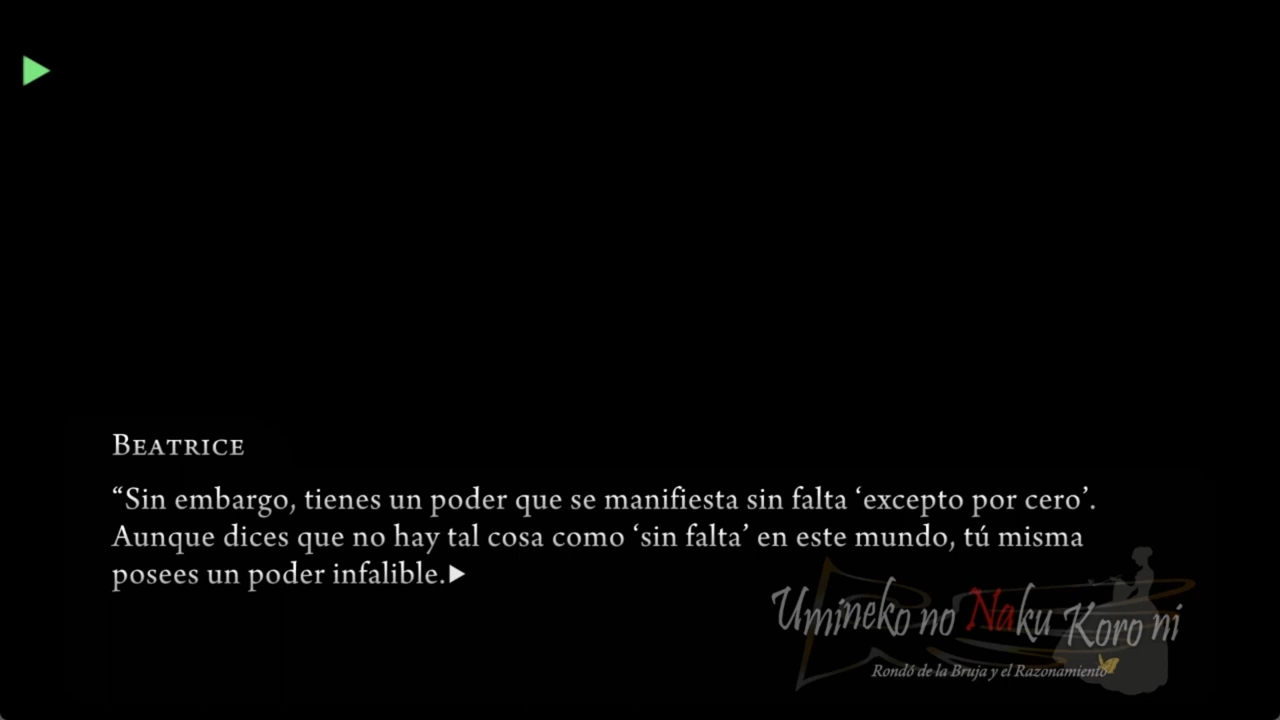 BEATRICE
“Sin embargo, tienes un poder que se manifiesta sin falta ‘excepto por cero’.
Aunque dices que no hay tal cosa como ‘sin falta’ en este mundo, tú misma
posees un poder infalible.
Umineko no Naku Koro ni
Rondó de la Bruja y el Razonamiento